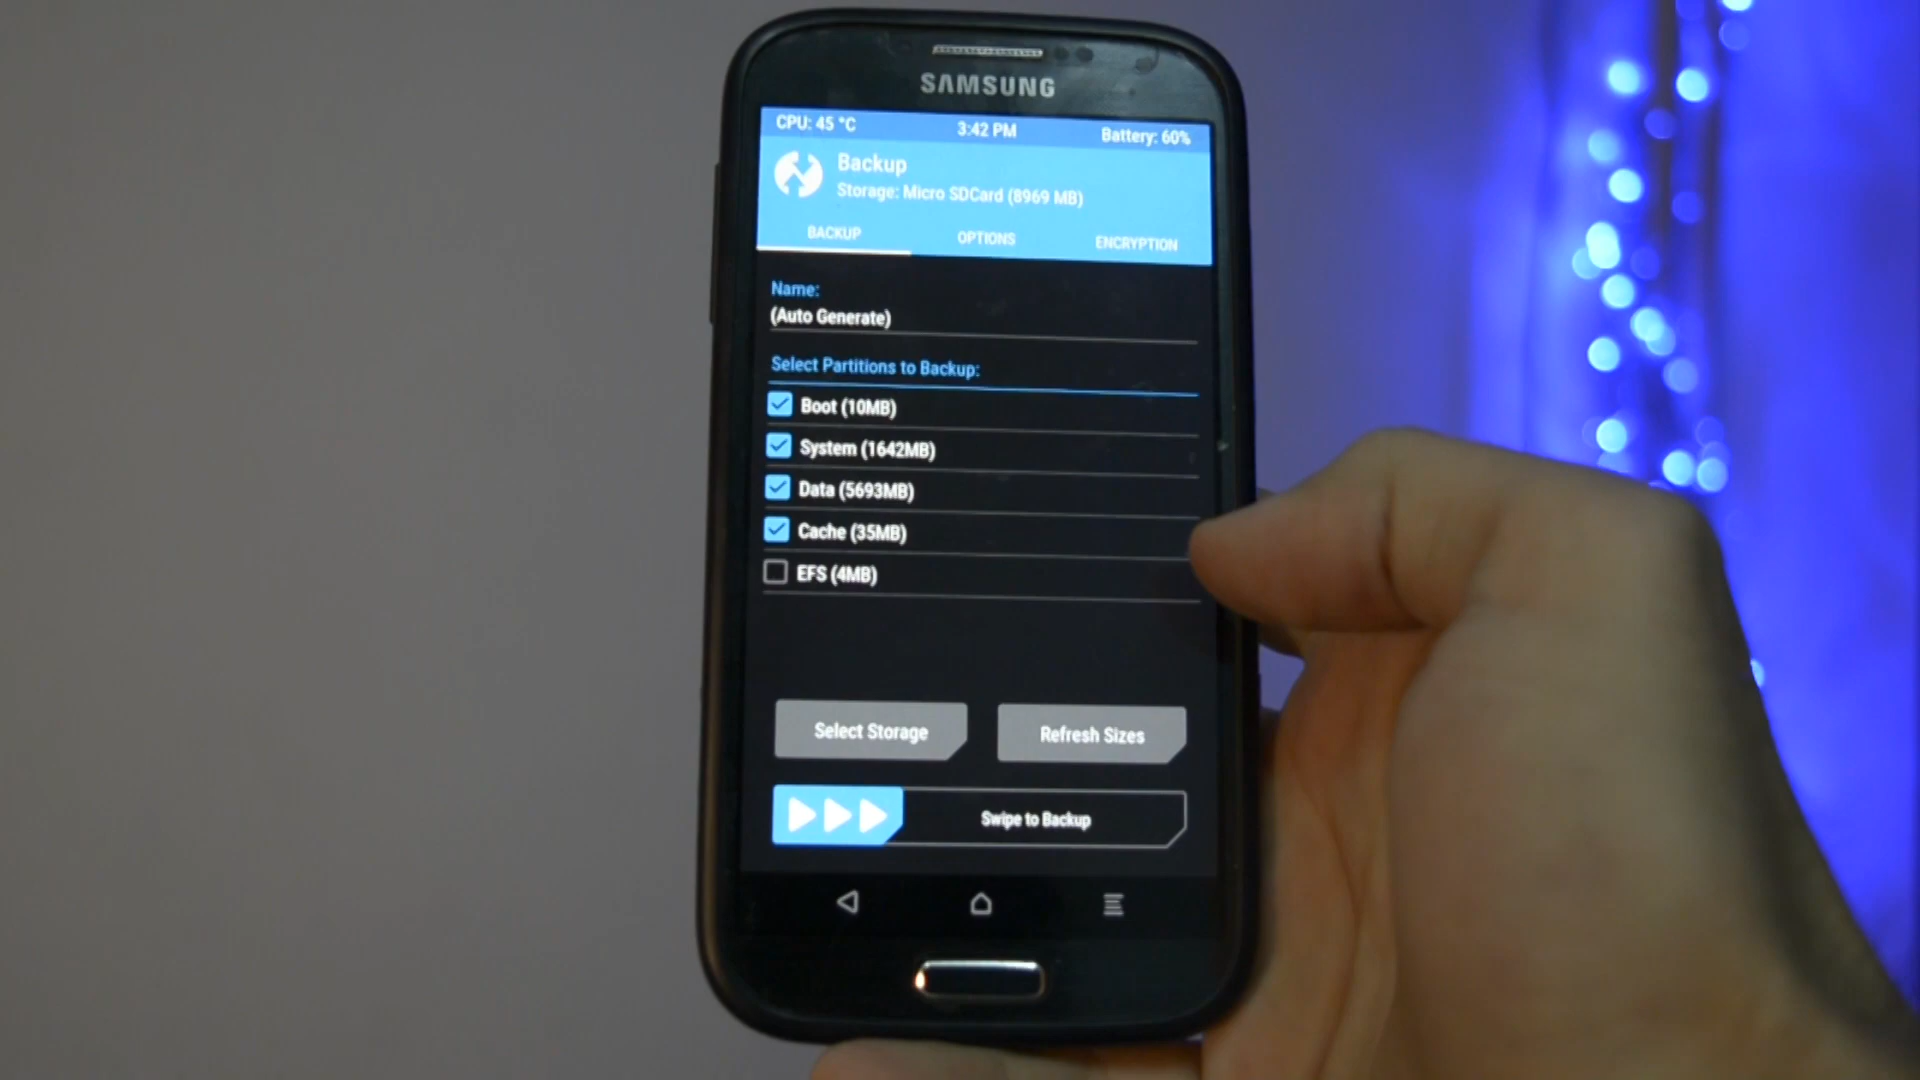 SAMSUNG
CPU: 45 °C 3:42 PM Battery: 60%
Backup
Storage: Micro SDCard (8969 MB)
BACKUP OPTIONS ENCRYPTION
Name:
(Auto Generate)
Select Partitions to Backup:
Boot (10MB)
System (1642MB)
Data (5693MB)
Cache (35MB)
EFS (4MB)
Select Storage Refresh Sizes
Swipe to Backup